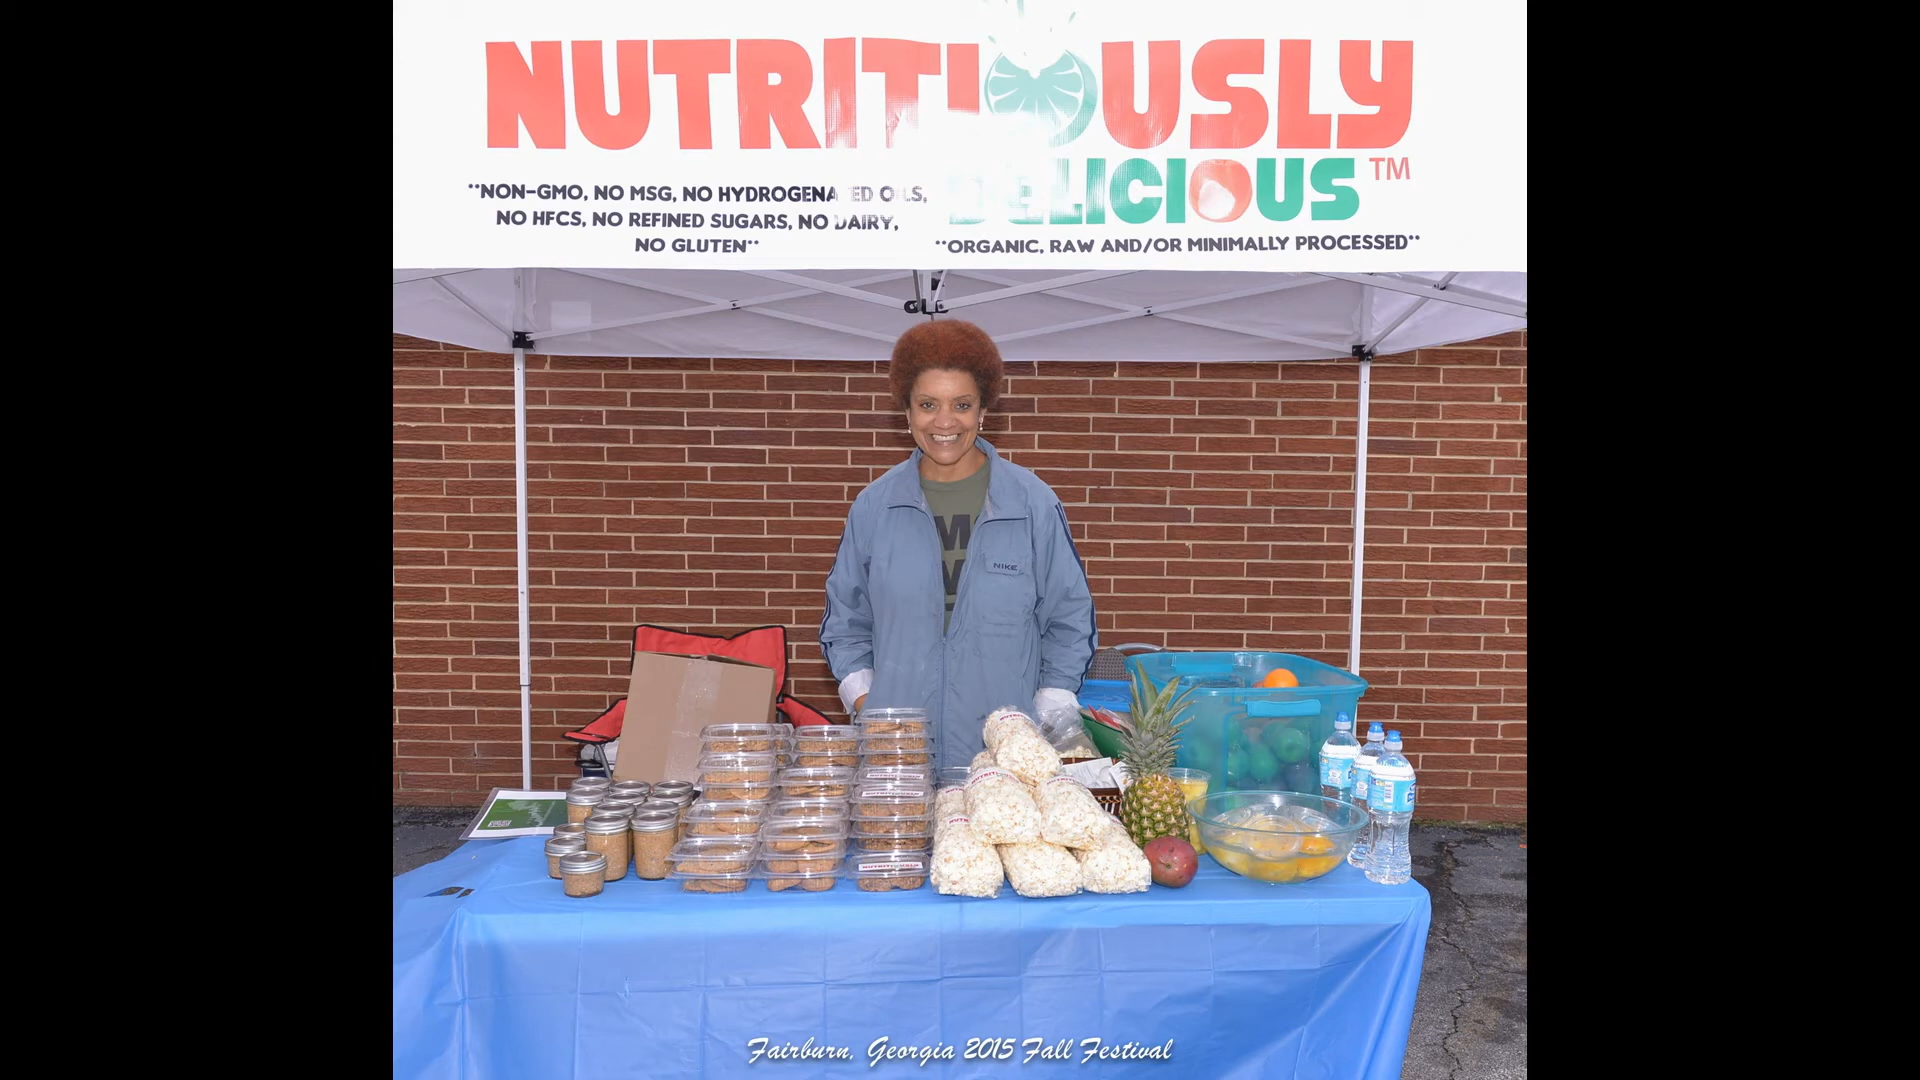 NUTRITIOUSLY
DELICIOUS™
"NON-GMO, NO MSG, NO HYDROGENATED OILS,
NO HFCS, NO REFINED SUGARS, NO DAIRY,
NO GLUTEN"
"ORGANIC, RAW AND/OR MINIMALLY PROCESSED"
NIKE
NUTRITIOUSLY
Fairburn, Georgia 2015 Fall Festival